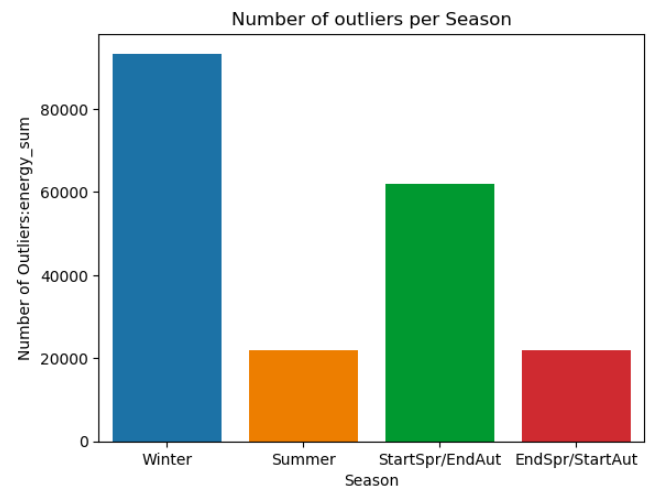 Number of outliers per Season
Number of Outliers:energy_sum
80000
60000
40000
20000
0
Winter
Summer
StartSpr/EndAut
EndSpr/StartAut
Season